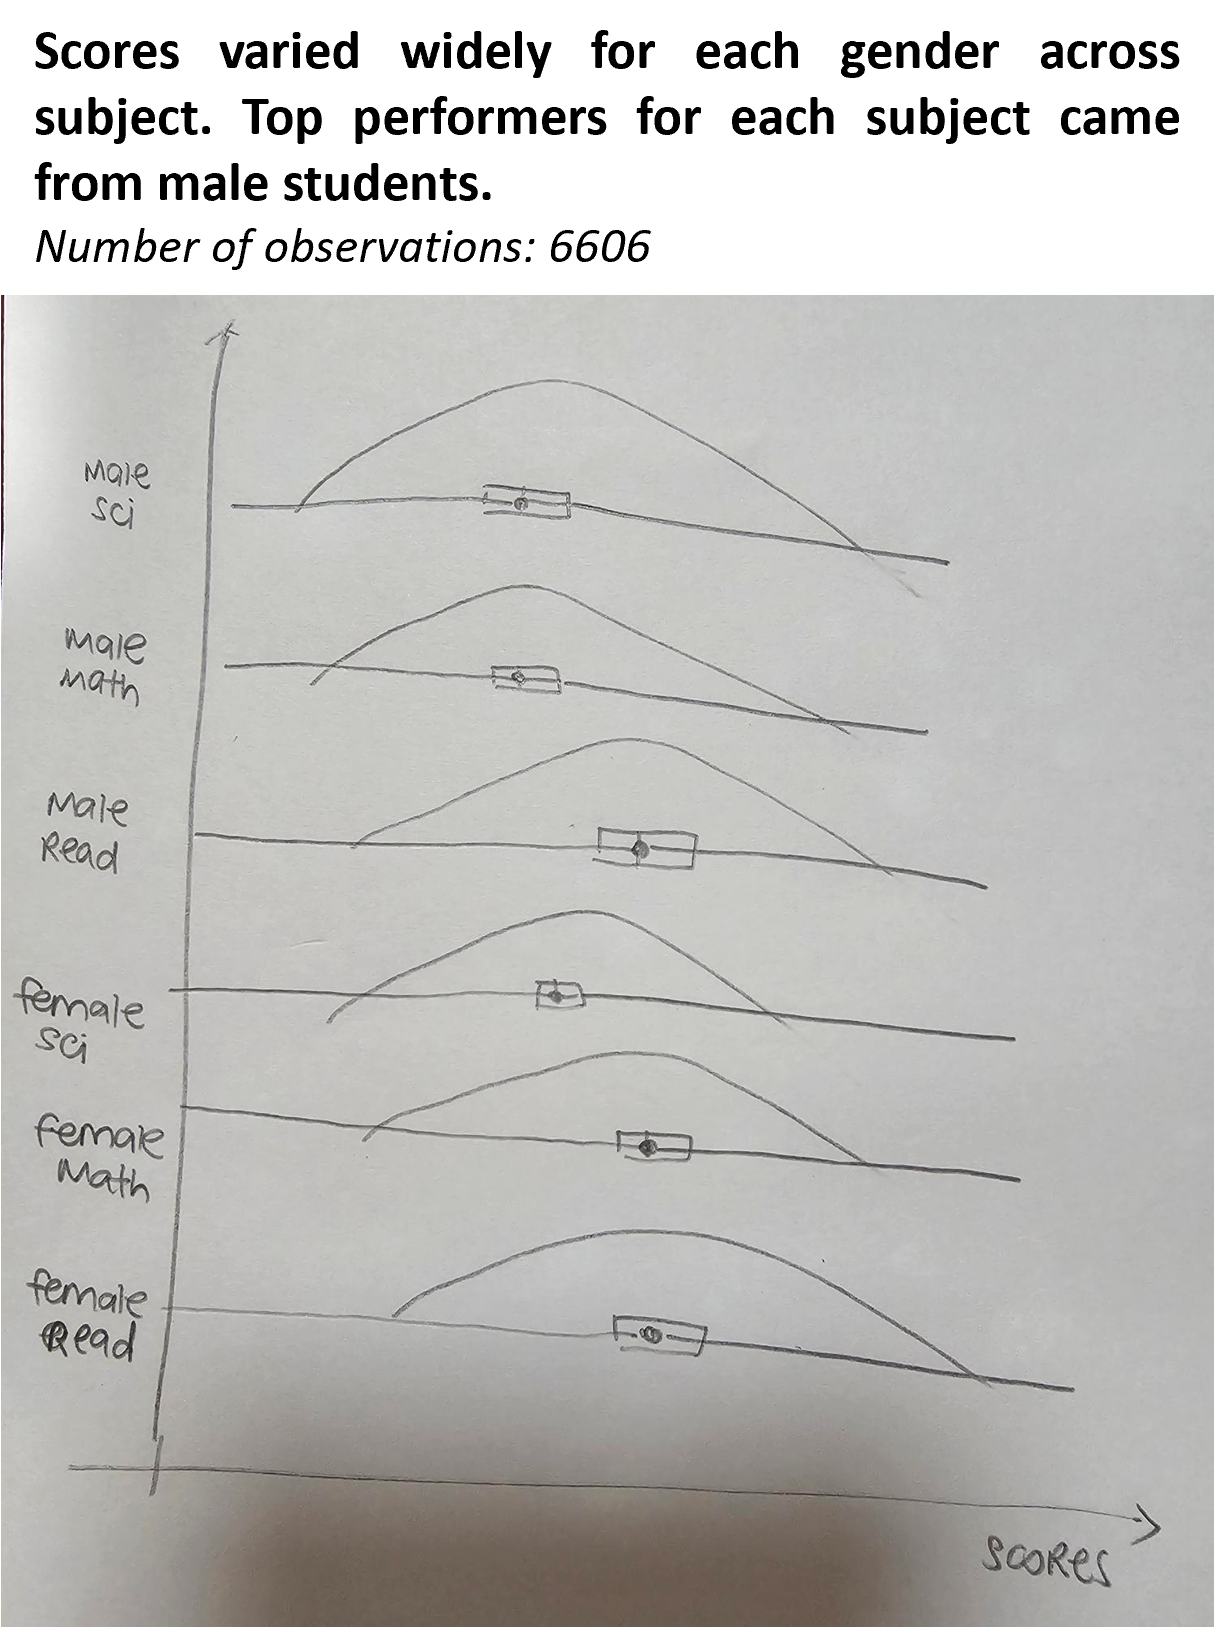 Scores varied widely for each gender across
subject. Top performers for each subject came
from male students.
Number of observations: 6606
Male
Sci
Male
Math
Male
Read
female
Sci
female
Math
female
Read
SCORES